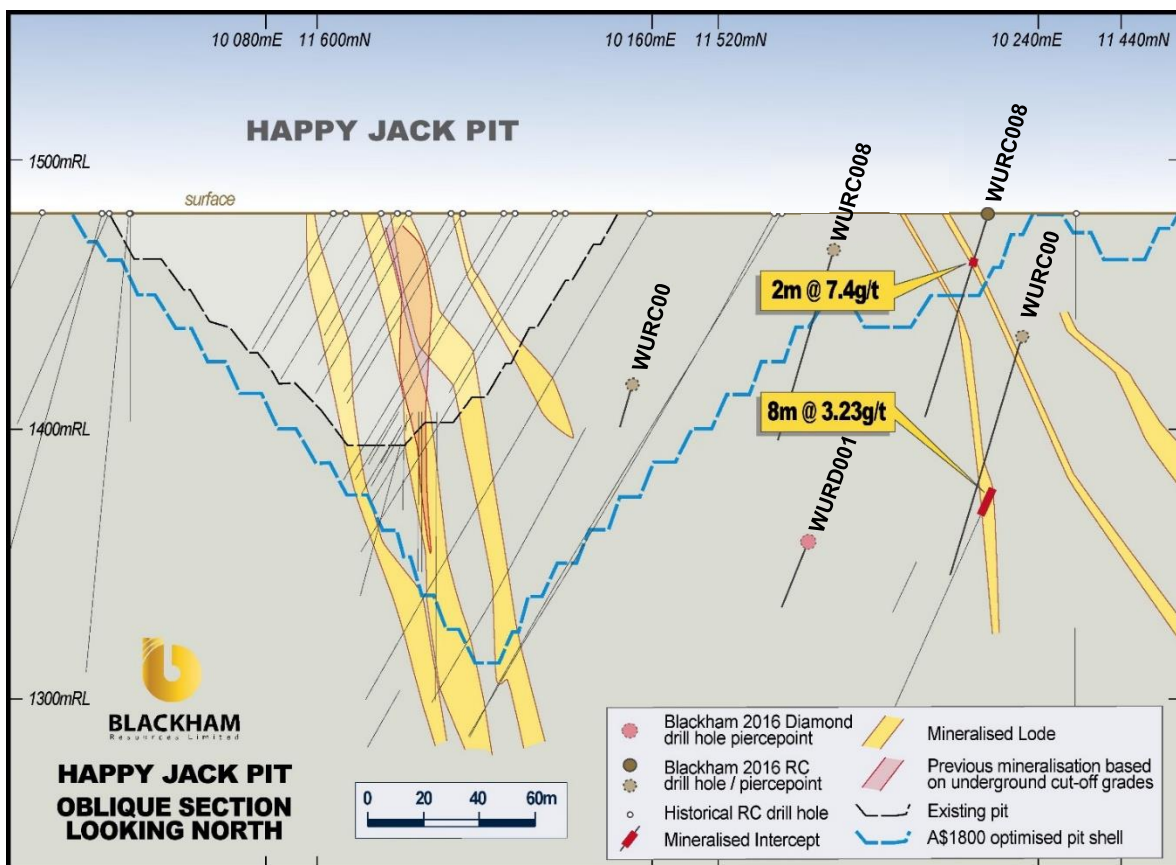 10 080mE
11 600mN
10 160mE
11 520mN
10 240mE
11 440mN
HAPPY JACK PIT
1500mRL
surface
WURC008
WURC008
2m @ 7.4g/t
WURC00
WURC00
8m @ 3.23g/t
1400mRL
WURD001
1300mRL
BLACKHAM
Resources Limited
HAPPY JACK PIT
OBLIQUE SECTION
LOOKING NORTH
0 20 40 60m
Blackham 2016 Diamond
drill hole piercepoint
Blackham 2016 RC
drill hole / piercepoint
Historical RC drill hole
Mineralised Intercept
Mineralised Lode
Previous mineralisation based
on underground cut-off grades
Existing pit
A$1800 optimised pit shell